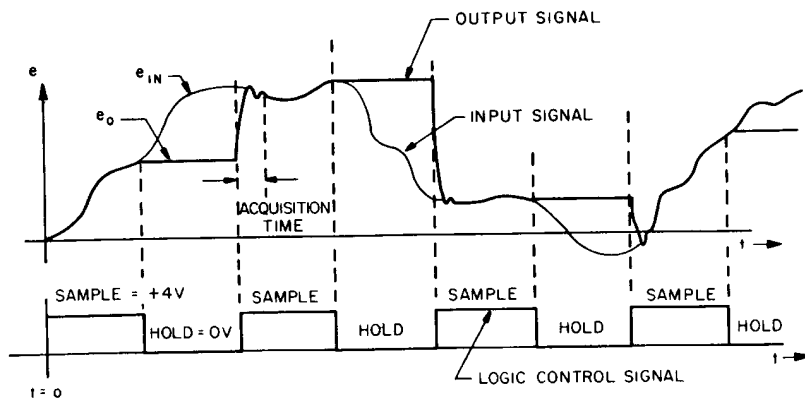 OUTPUT SIGNAL
e
e_IN
e_o
INPUT SIGNAL
ACQUISITION
TIME
t
SAMPLE = +4V
SAMPLE
SAMPLE
SAMPLE
HOLD = 0V
HOLD
HOLD
HOLD
t
LOGIC CONTROL SIGNAL
t = 0